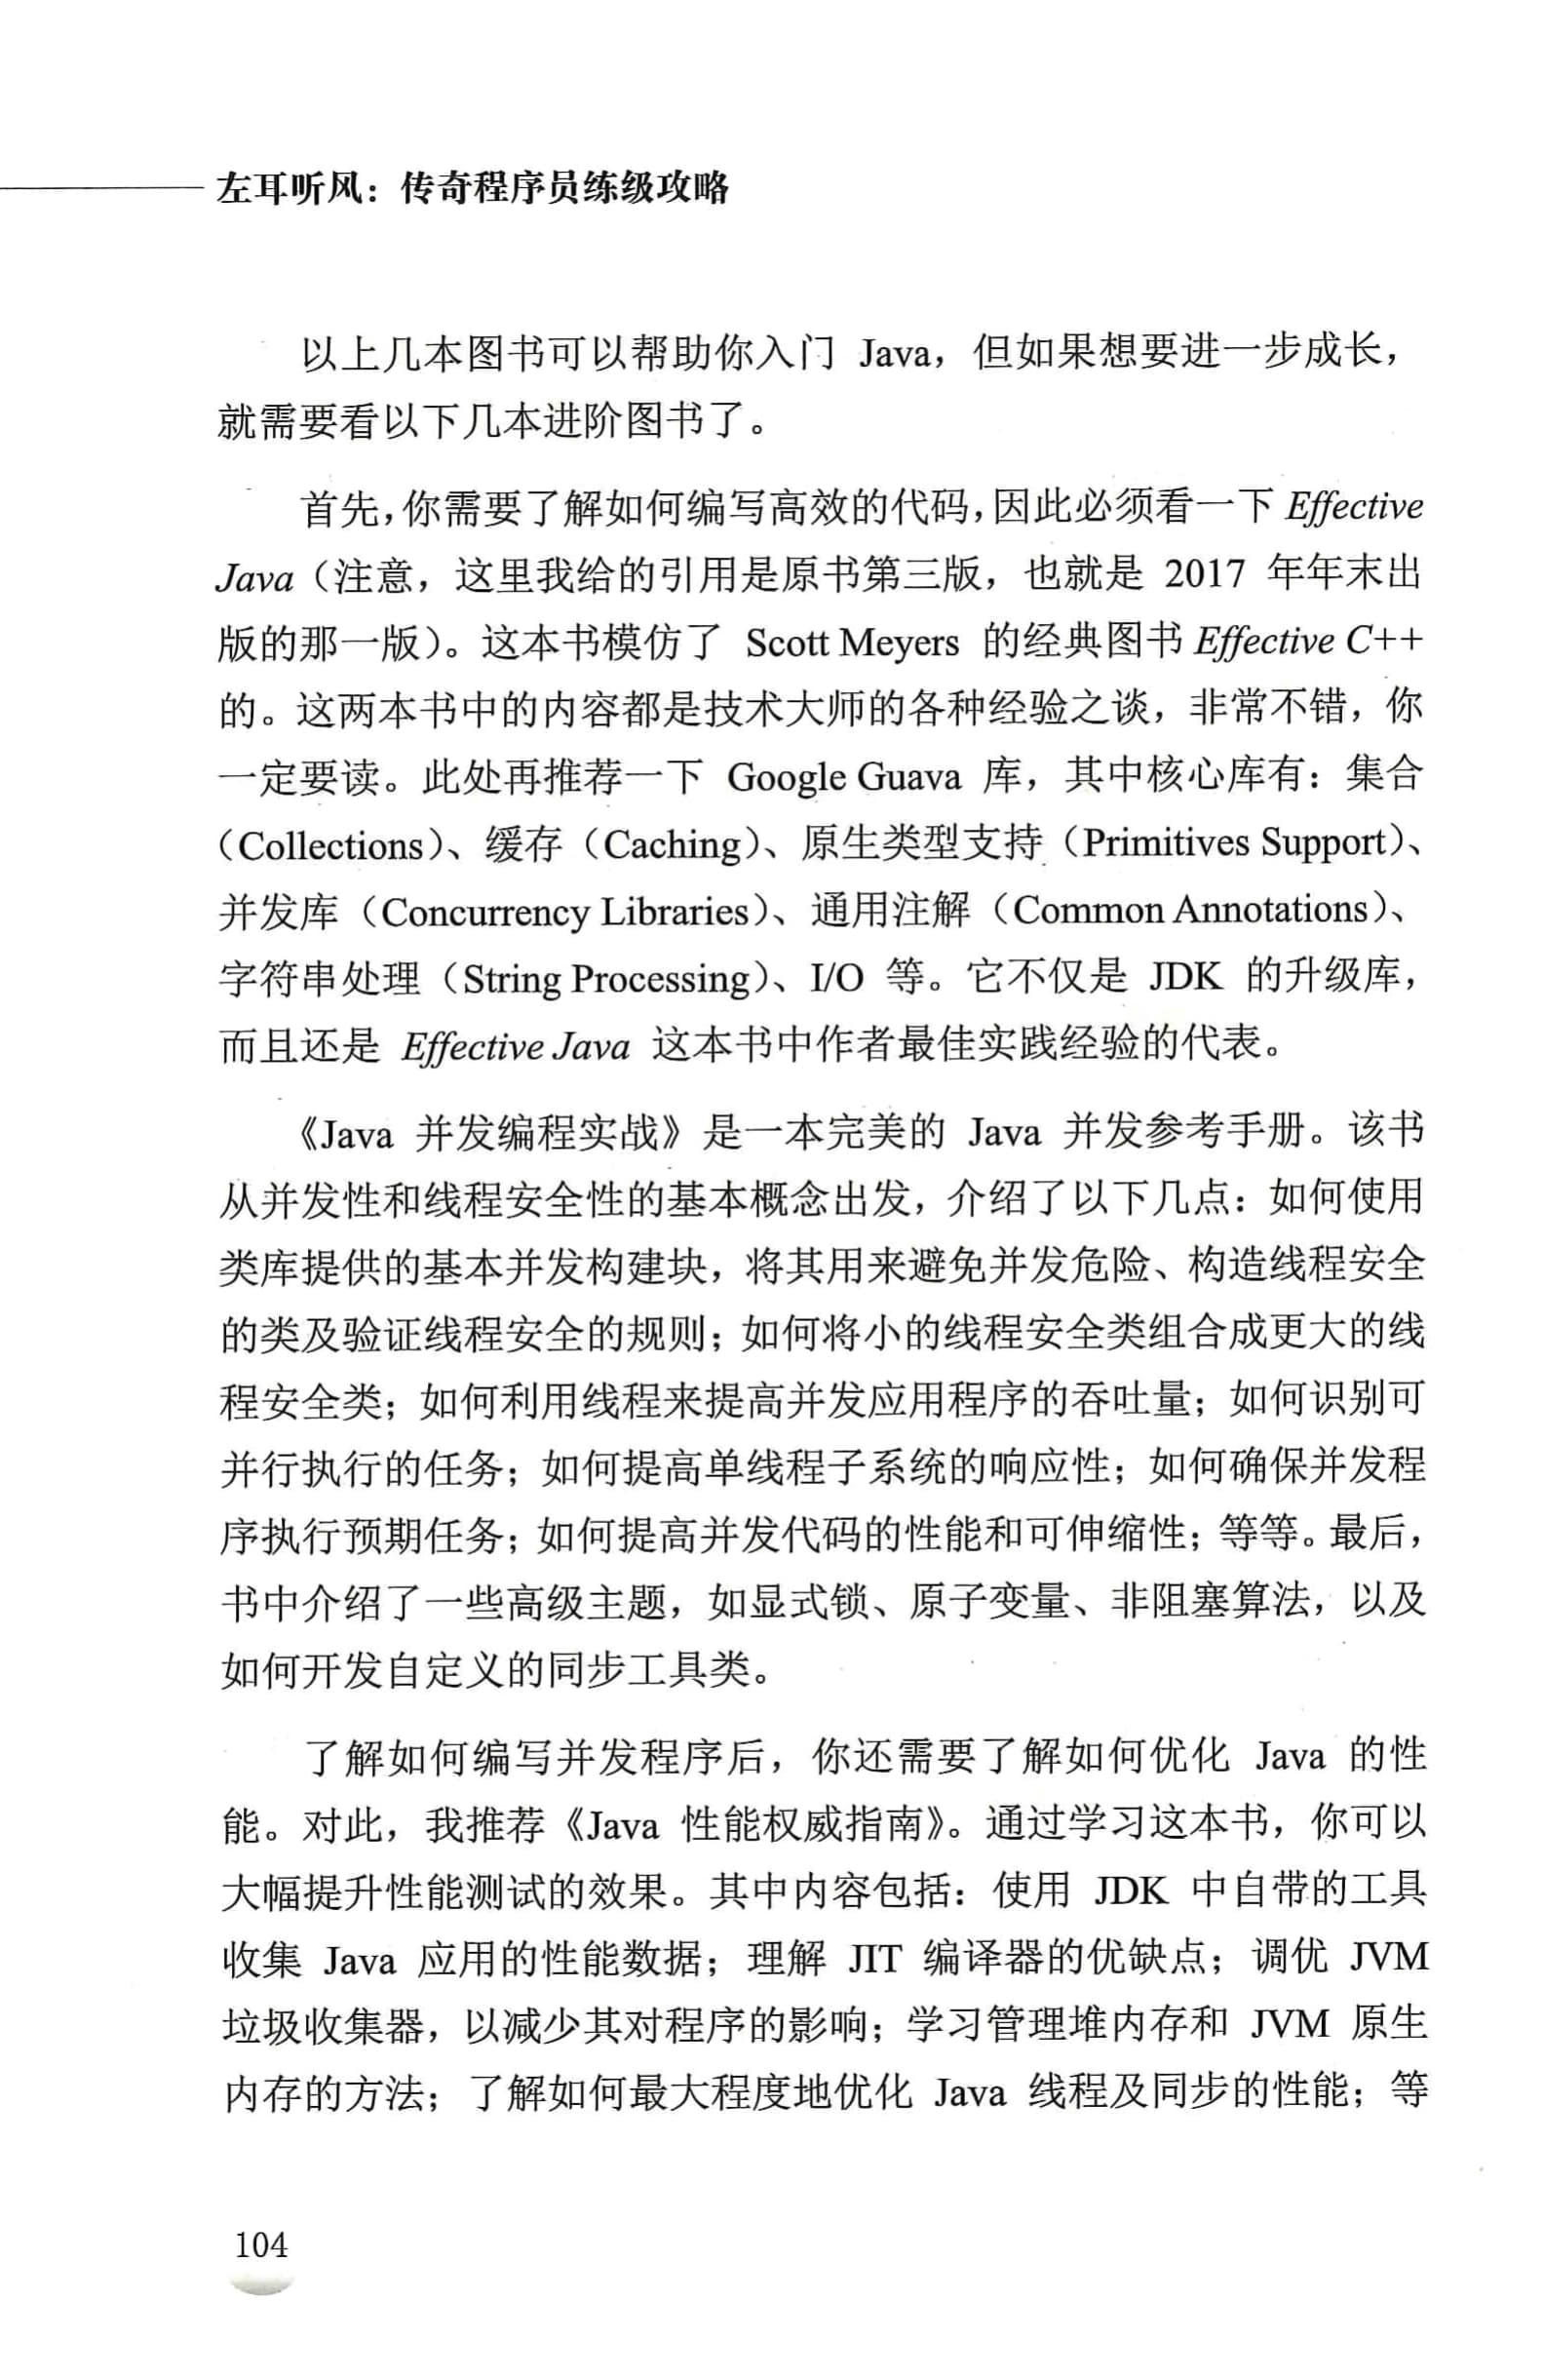 左耳听风：传奇程序员练级攻略
以上几本图书可以帮助你入门 Java，但如果想要进一步成长，
就需要看以下几本进阶图书了。
首先，你需要了解如何编写高效的代码，因此必须看一下 Effective
Java（注意，这里我给的引用是原书第三版，也就是 2017 年年末出
版的那一版）。这本书模仿了 Scott Meyers 的经典图书 Effective C++
的。这两本书中的内容都是技术大师的各种经验之谈，非常不错，你
一定要读。此处再推荐一下 Google Guava 库，其中核心库有：集合
（Collections）、缓存（Caching）、原生类型支持（Primitives Support）、
并发库（Concurrency Libraries）、通用注解（Common Annotations）、
字符串处理（String Processing）、I/O 等。它不仅是 JDK 的升级库，
而且还是 Effective Java 这本书中作者最佳实践经验的代表。
《Java 并发编程实战》是一本完美的 Java 并发参考手册。该书
从并发性和线程安全性的基本概念出发，介绍了以下几点：如何使用
类库提供的基本并发构建块，将其用来避免并发危险、构造线程安全
的类及验证线程安全的规则；如何将小的线程安全类组合成更大的线
程安全类；如何利用线程来提高并发应用程序的吞吐量；如何识别可
并行执行的任务；如何提高单线程子系统的响应性；如何确保并发程
序执行预期任务；如何提高并发代码的性能和可伸缩性；等等。最后，
书中介绍了一些高级主题，如显式锁、原子变量、非阻塞算法，以及
如何开发自定义的同步工具类。
了解如何编写并发程序后，你还需要了解如何优化 Java 的性
能。对此，我推荐《Java 性能权威指南》。通过学习这本书，你可以
大幅提升性能测试的效果。其中内容包括：使用 JDK 中自带的工具
收集 Java 应用的性能数据；理解 JIT 编译器的优缺点；调优 JVM
垃圾收集器，以减少其对程序的影响；学习管理堆内存和 JVM 原生
内存的方法；了解如何最大程度地优化 Java 线程及同步的性能；等
104